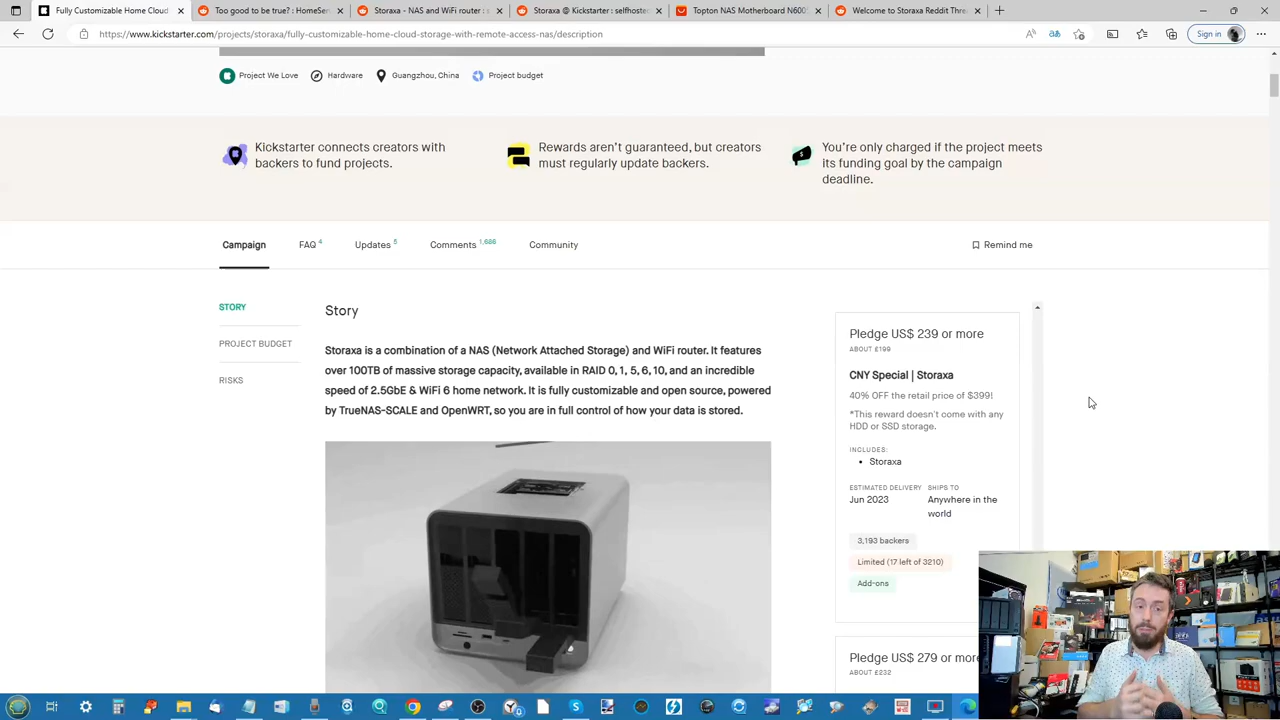 Fully Customizable Home Cloud
Too good to be true? : HomeSer
Storaxa - NAS and WiFi router : s
Storaxa @ Kickstarter : selfhoste
Topton NAS Motherboard N600
Welcome to Storaxa Reddit Thre
https://www.kickstarter.com/projects/storaxa/fully-customizable-home-cloud-storage-with-remote-access-nas/description
Sign in
Project We Love
Hardware
Guangzhou, China
Project budget
Kickstarter connects creators with
backers to fund projects.
Rewards aren't guaranteed, but creators
must regularly update backers.
You're only charged if the project meets
its funding goal by the campaign
deadline.
Campaign
FAQ 4
Updates 5
Comments 1,686
Community
Remind me
STORY
PROJECT BUDGET
RISKS
Story
Storaxa is a combination of a NAS (Network Attached Storage) and WiFi router. It features
over 100TB of massive storage capacity, available in RAID 0, 1, 5, 6, 10, and an incredible
speed of 2.5GbE & WiFi 6 home network. It is fully customizable and open source, powered
by TrueNAS-SCALE and OpenWRT, so you are in full control of how your data is stored.
Pledge US$ 239 or more
ABOUT £199
CNY Special | Storaxa
40% OFF the retail price of $399!
*This reward doesn't come with any
HDD or SSD storage.
INCLUDES:
• Storaxa
ESTIMATED DELIVERY
Jun 2023
SHIPS TO
Anywhere in the
world
3,193 backers
Limited (17 left of 3210)
Add-ons
Pledge US$ 279 or more
ABOUT £232